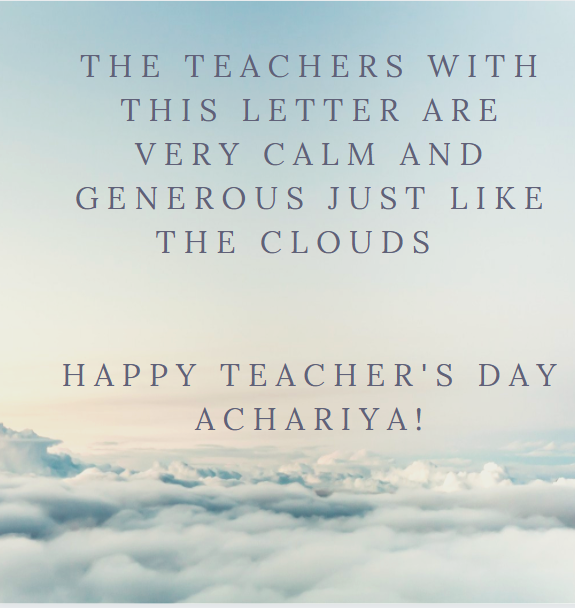 THE TEACHERS WITH
THIS LETTER ARE
VERY CALM AND
GENEROUS JUST LIKE
THE CLOUDS
HAPPY TEACHER'S DAY
ACHARIYA!